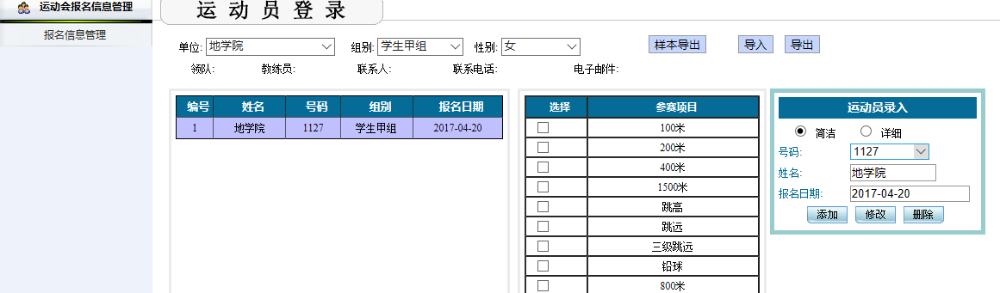 运动会报名信息管理
报名信息管理
运动员登录
单位: 地学院 组别: 学生甲组 性别: 女 样本导出 导入 导出
领队: 教练员: 联系人: 联系电话: 电子邮件:
编号 姓名 号码 组别 报名日期
1 地学院 1127 学生甲组 2017-04-20
选择 参赛项目
100米
200米
400米
1500米
跳高
跳远
三级跳远
铅球
800米
运动员录入
简洁 详细
号码: 1127
姓名: 地学院
报名日期: 2017-04-20
添加 修改 删除